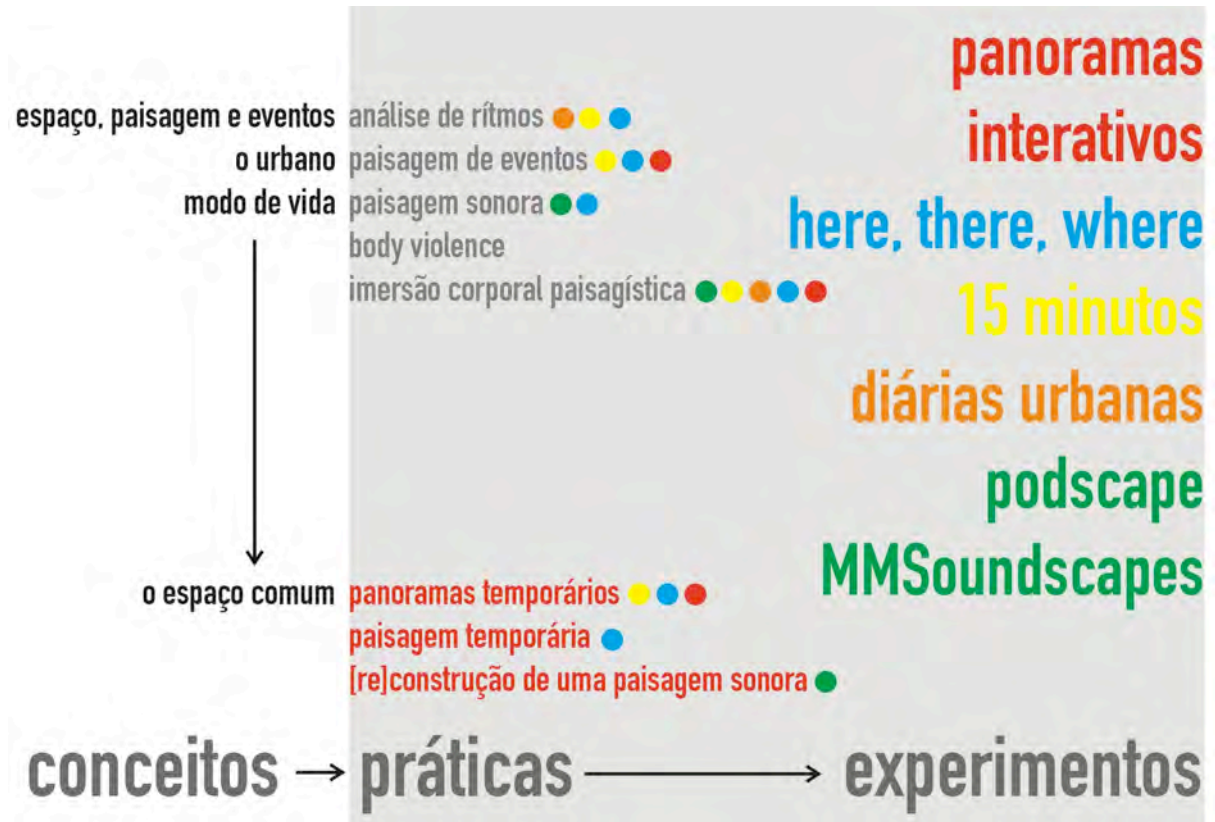 espaço, paisagem e eventos
o urbano
modo de vida
o espaço comum
análise de rítmos
paisagem de eventos
paisagem sonora
body violence
imersão corporal paisagística
panoramas temporários
paisagem temporária
[re]construção de uma paisagem sonora
panoramas
interativos
here, there, where
15 minutos
diárias urbanas
podscape
MMSoundscapes
conceitos
práticas
experimentos